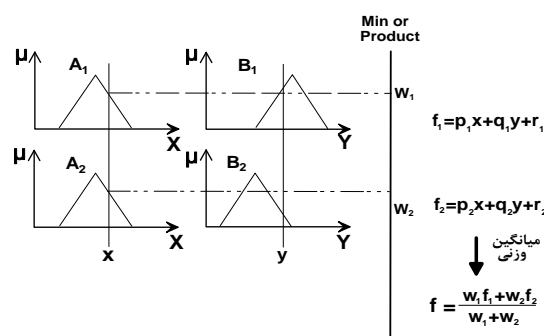 Min or
Product
μ
A₁
X
μ
B₁
Y
w₁
f₁=p₁x+q₁y+r₁
μ
A₂
X
x
μ
B₂
Y
y
w₂
f₂=p₂x+q₂y+r₂
میانگین
وزنی
f = w₁f₁+w₂f₂
w₁+w₂